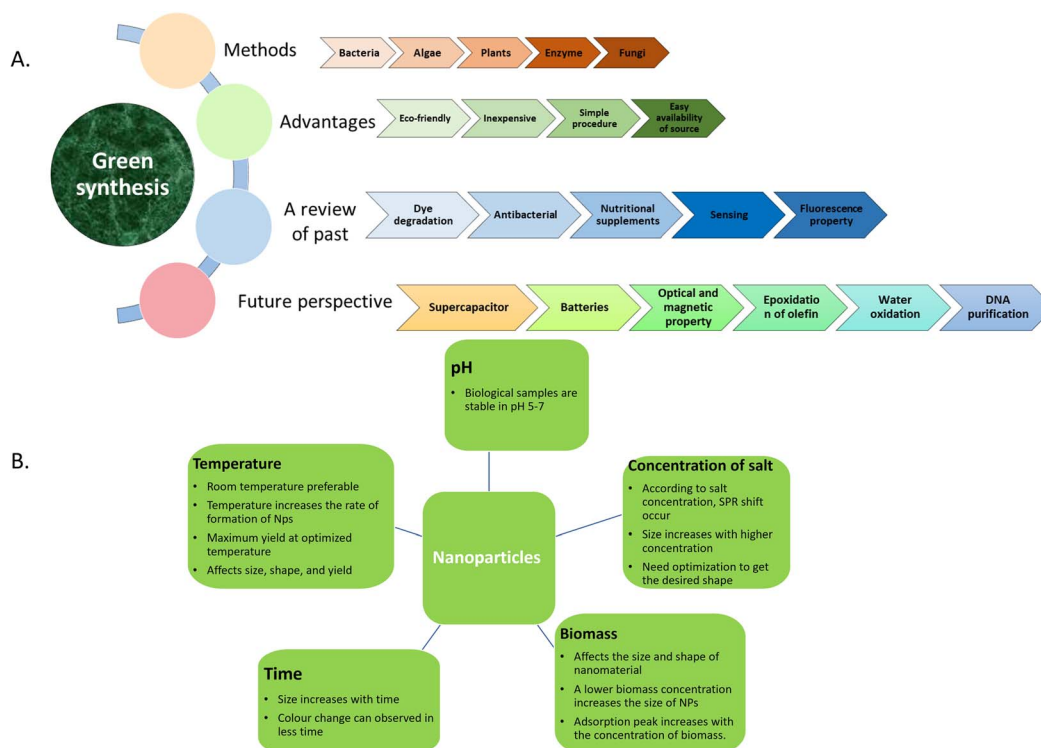 A.
Methods
Bacteria
Algae
Plants
Enzyme
Fungi
Green
synthesis
Advantages
Eco-friendly
Inexpensive
Simple
procedure
Easy
availability
of source
A review
of past
Dye
degradation
Antibacterial
Nutritional
supplements
Sensing
Fluorescence
property
Future perspective
Supercapacitor
Batteries
Optical and
magnetic
property
Epoxidatio
n of olefin
Water
oxidation
DNA
purification
B.
pH
• Biological samples are
stable in pH 5-7
Temperature
• Room temperature preferable
• Temperature increases the rate of
formation of Nps
• Maximum yield at optimized
temperature
• Affects size, shape, and yield
Concentration of salt
• According to salt
concentration, SPR shift
occur
• Size increases with higher
concentration
• Need optimization to get
the desired shape
Nanoparticles
Time
• Size increases with time
• Colour change can observed in
less time
Biomass
• Affects the size and shape of
nanomaterial
• A lower biomass concentration
increases the size of NPs
• Adsorption peak increases with
the concentration of biomass.